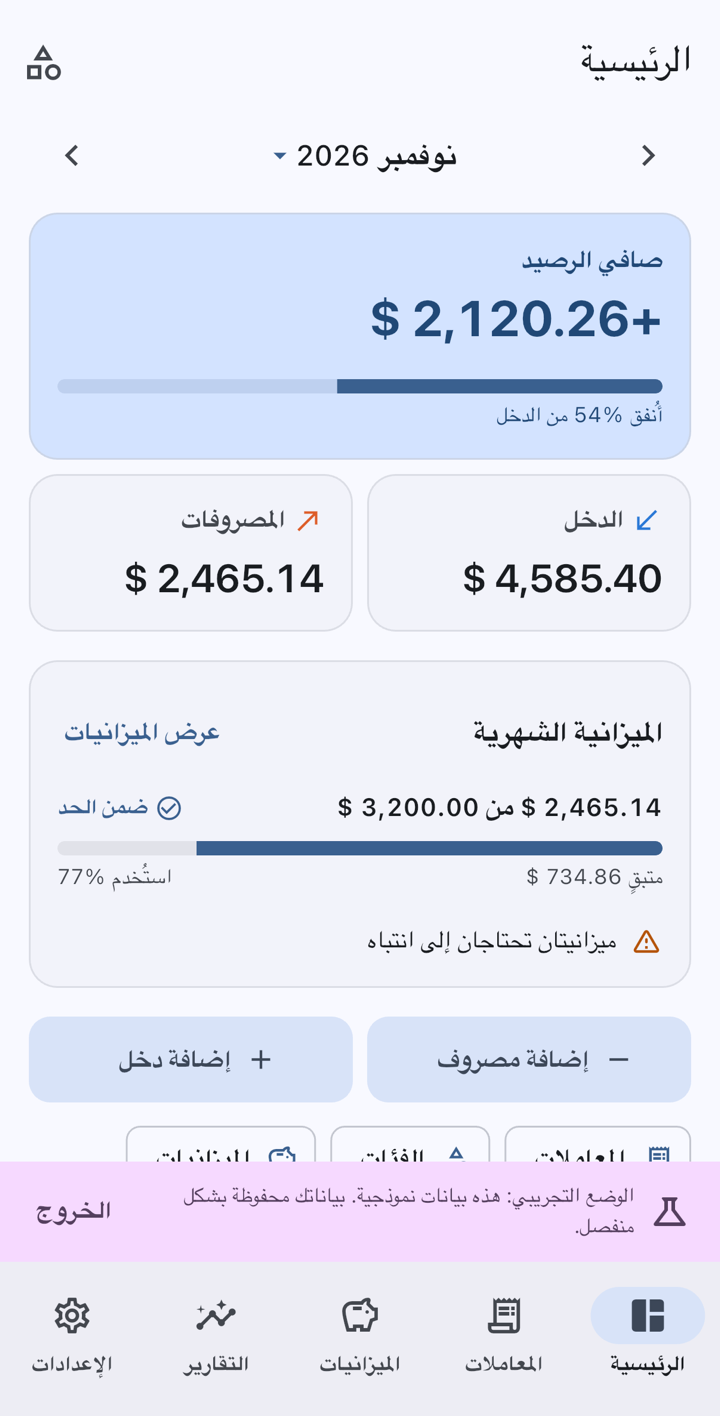 الرئيسية
نوفمبر 2026
صافي الرصيد
+2,120.26 $
أُنفق 54% من الدخل
الدخل
4,585.40 $
المصروفات
2,465.14 $
الميزانية الشهرية
عرض الميزانيات
2,465.14 $ من 3,200.00 $
ضمن الحد
متبقٍ 734.86 $
استُخدم 77%
ميزانيتان تحتاجان إلى انتباه
إضافة مصروف
إضافة دخل
المعاملات
الفئات
الميزانيات
الوضع التجريبي: هذه بيانات نموذجية. بياناتك محفوظة بشكل
منفصل.
الخروج
الرئيسية
المعاملات
الميزانيات
التقارير
الإعدادات